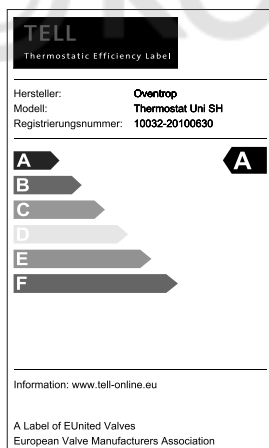 TELL
Thermostatic Efficiency Label
Hersteller: Oventrop
Modell: Thermostat Uni SH
Registrierungsnummer: 10032-20100630
A A
B
C
D
E
F
Information: www.tell-online.eu
A Label of EUnited Valves
European Valve Manufacturers Association